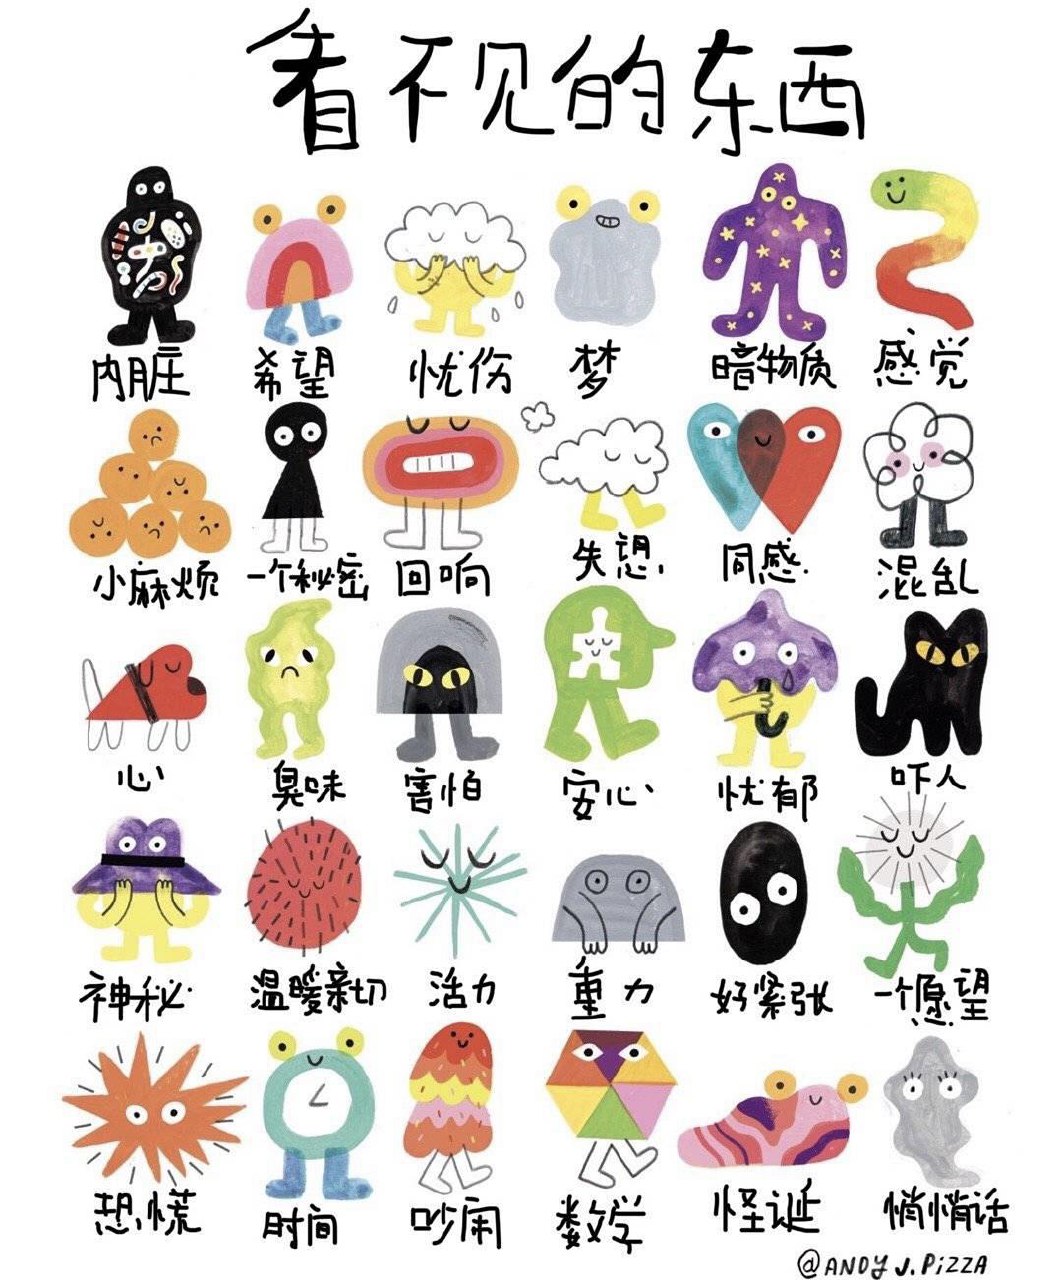 看不见的东西
内脏 希望 忧伤 梦 暗物质 感觉
小麻烦 一个秘密 回响 失望 同感 混乱
心 臭味 害怕 安心 忧郁 吓人
神秘 温暖亲切 活力 重力 好紧张 一个愿望
恐慌 时间 吵闹 数学 怪诞 悄悄话
@ANDY J. PiZZA